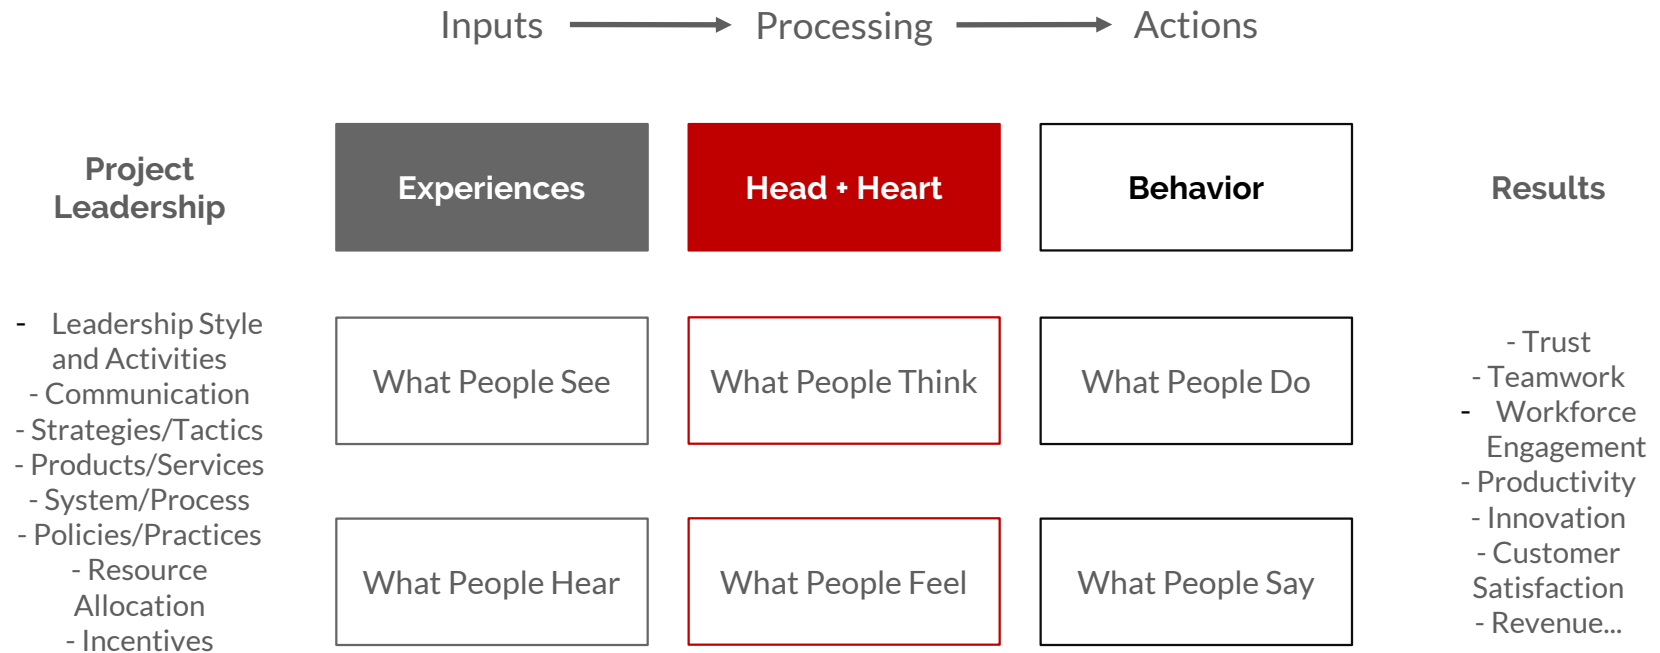 Inputs
Processing
Actions
Project
Leadership
Experiences
Head + Heart
Behavior
Results
- Leadership Style
and Activities
- Communication
- Strategies/Tactics
- Products/Services
- System/Process
- Policies/Practices
- Resource
Allocation
- Incentives
What People See
What People Think
What People Do
What People Hear
What People Feel
What People Say
- Trust
- Teamwork
- Workforce
Engagement
- Productivity
- Innovation
- Customer
Satisfaction
- Revenue...